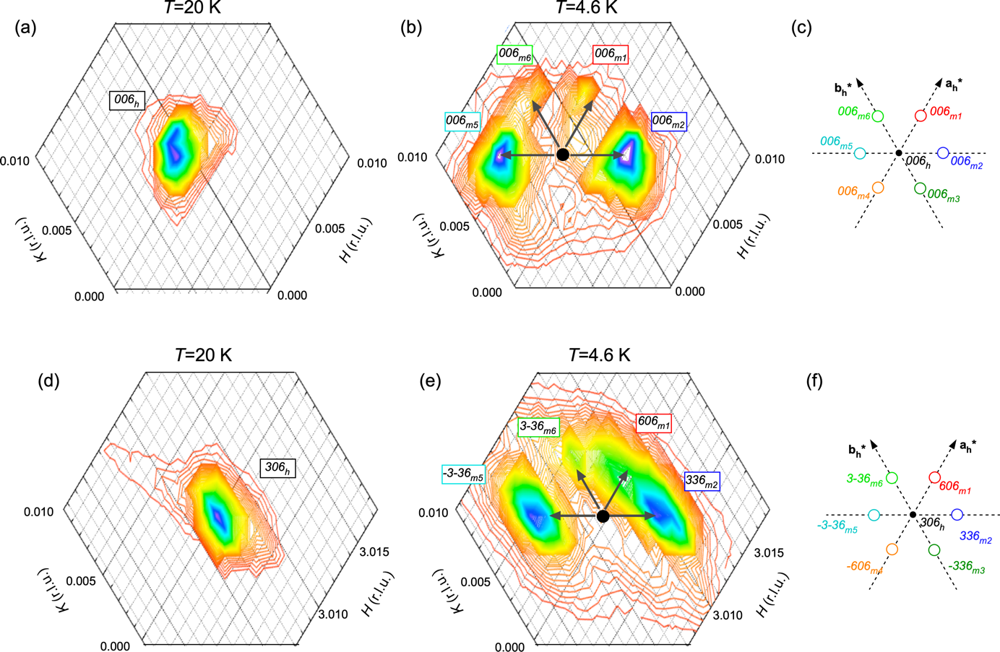 T=20 K
T=4.6 K
(a)
(b)
(c)
006h
006m6
006m1
006m5
006m2
0.010
0.010
0.005
0.005
K (r.l.u.)
H (r.l.u.)
0.000
0.000
0.010
0.010
0.005
0.005
K (r.l.u.)
H (r.l.u.)
0.000
0.000
bh*
ah*
006m6
006m1
006m5
006h
006m2
006m4
006m3
T=20 K
T=4.6 K
(d)
(e)
(f)
306h
3-36m6
606m1
-3-36m5
336m2
0.010
3.015
0.005
K (r.l.u.)
H (r.l.u.)
3.010
0.000
0.010
3.015
0.005
K (r.l.u.)
H (r.l.u.)
3.010
0.000
bh*
ah*
3-36m6
606m1
-3-36m5
306h
336m2
-606m4
-336m3